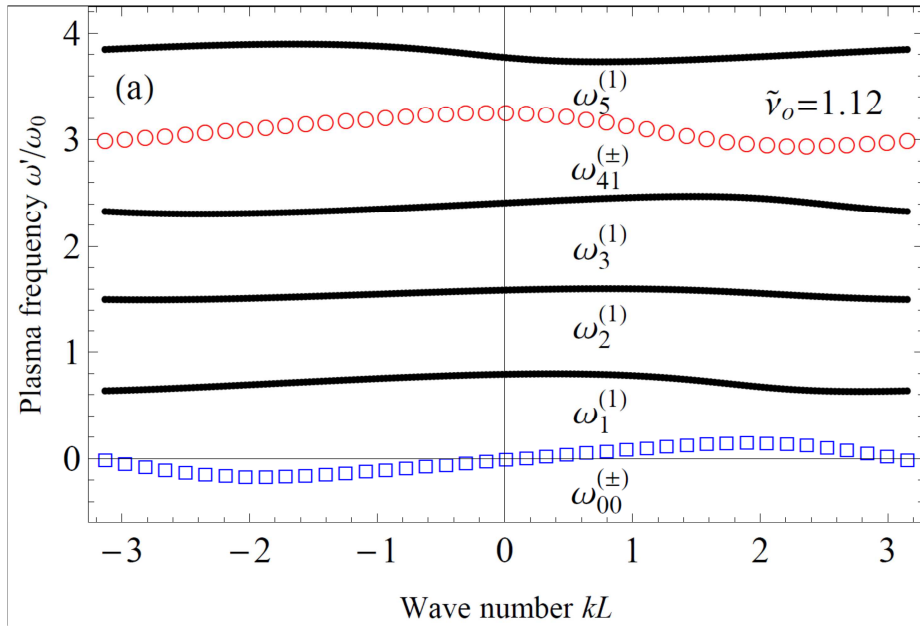 4
(a)
ω₅⁽¹⁾
ṽₒ=1.12
3
ω₄₁⁽±⁾
ω₃⁽¹⁾
2
ω₂⁽¹⁾
1
ω₁⁽¹⁾
0
ω₀₀⁽±⁾
−3 −2 −1 0 1 2 3
Plasma frequency ω'/ω₀
Wave number kL